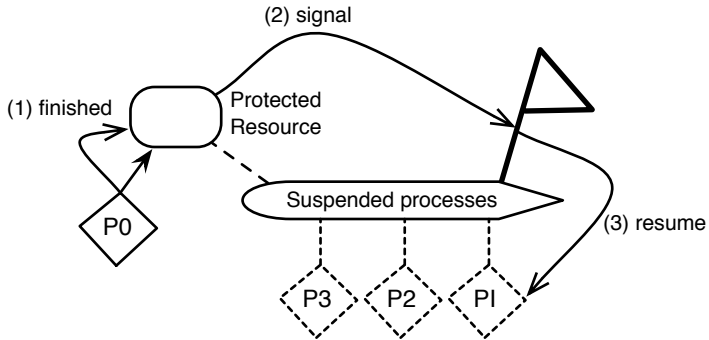 (2) signal
(1) finished
Protected
Resource
Suspended processes
P0
(3) resume
P3
P2
PI